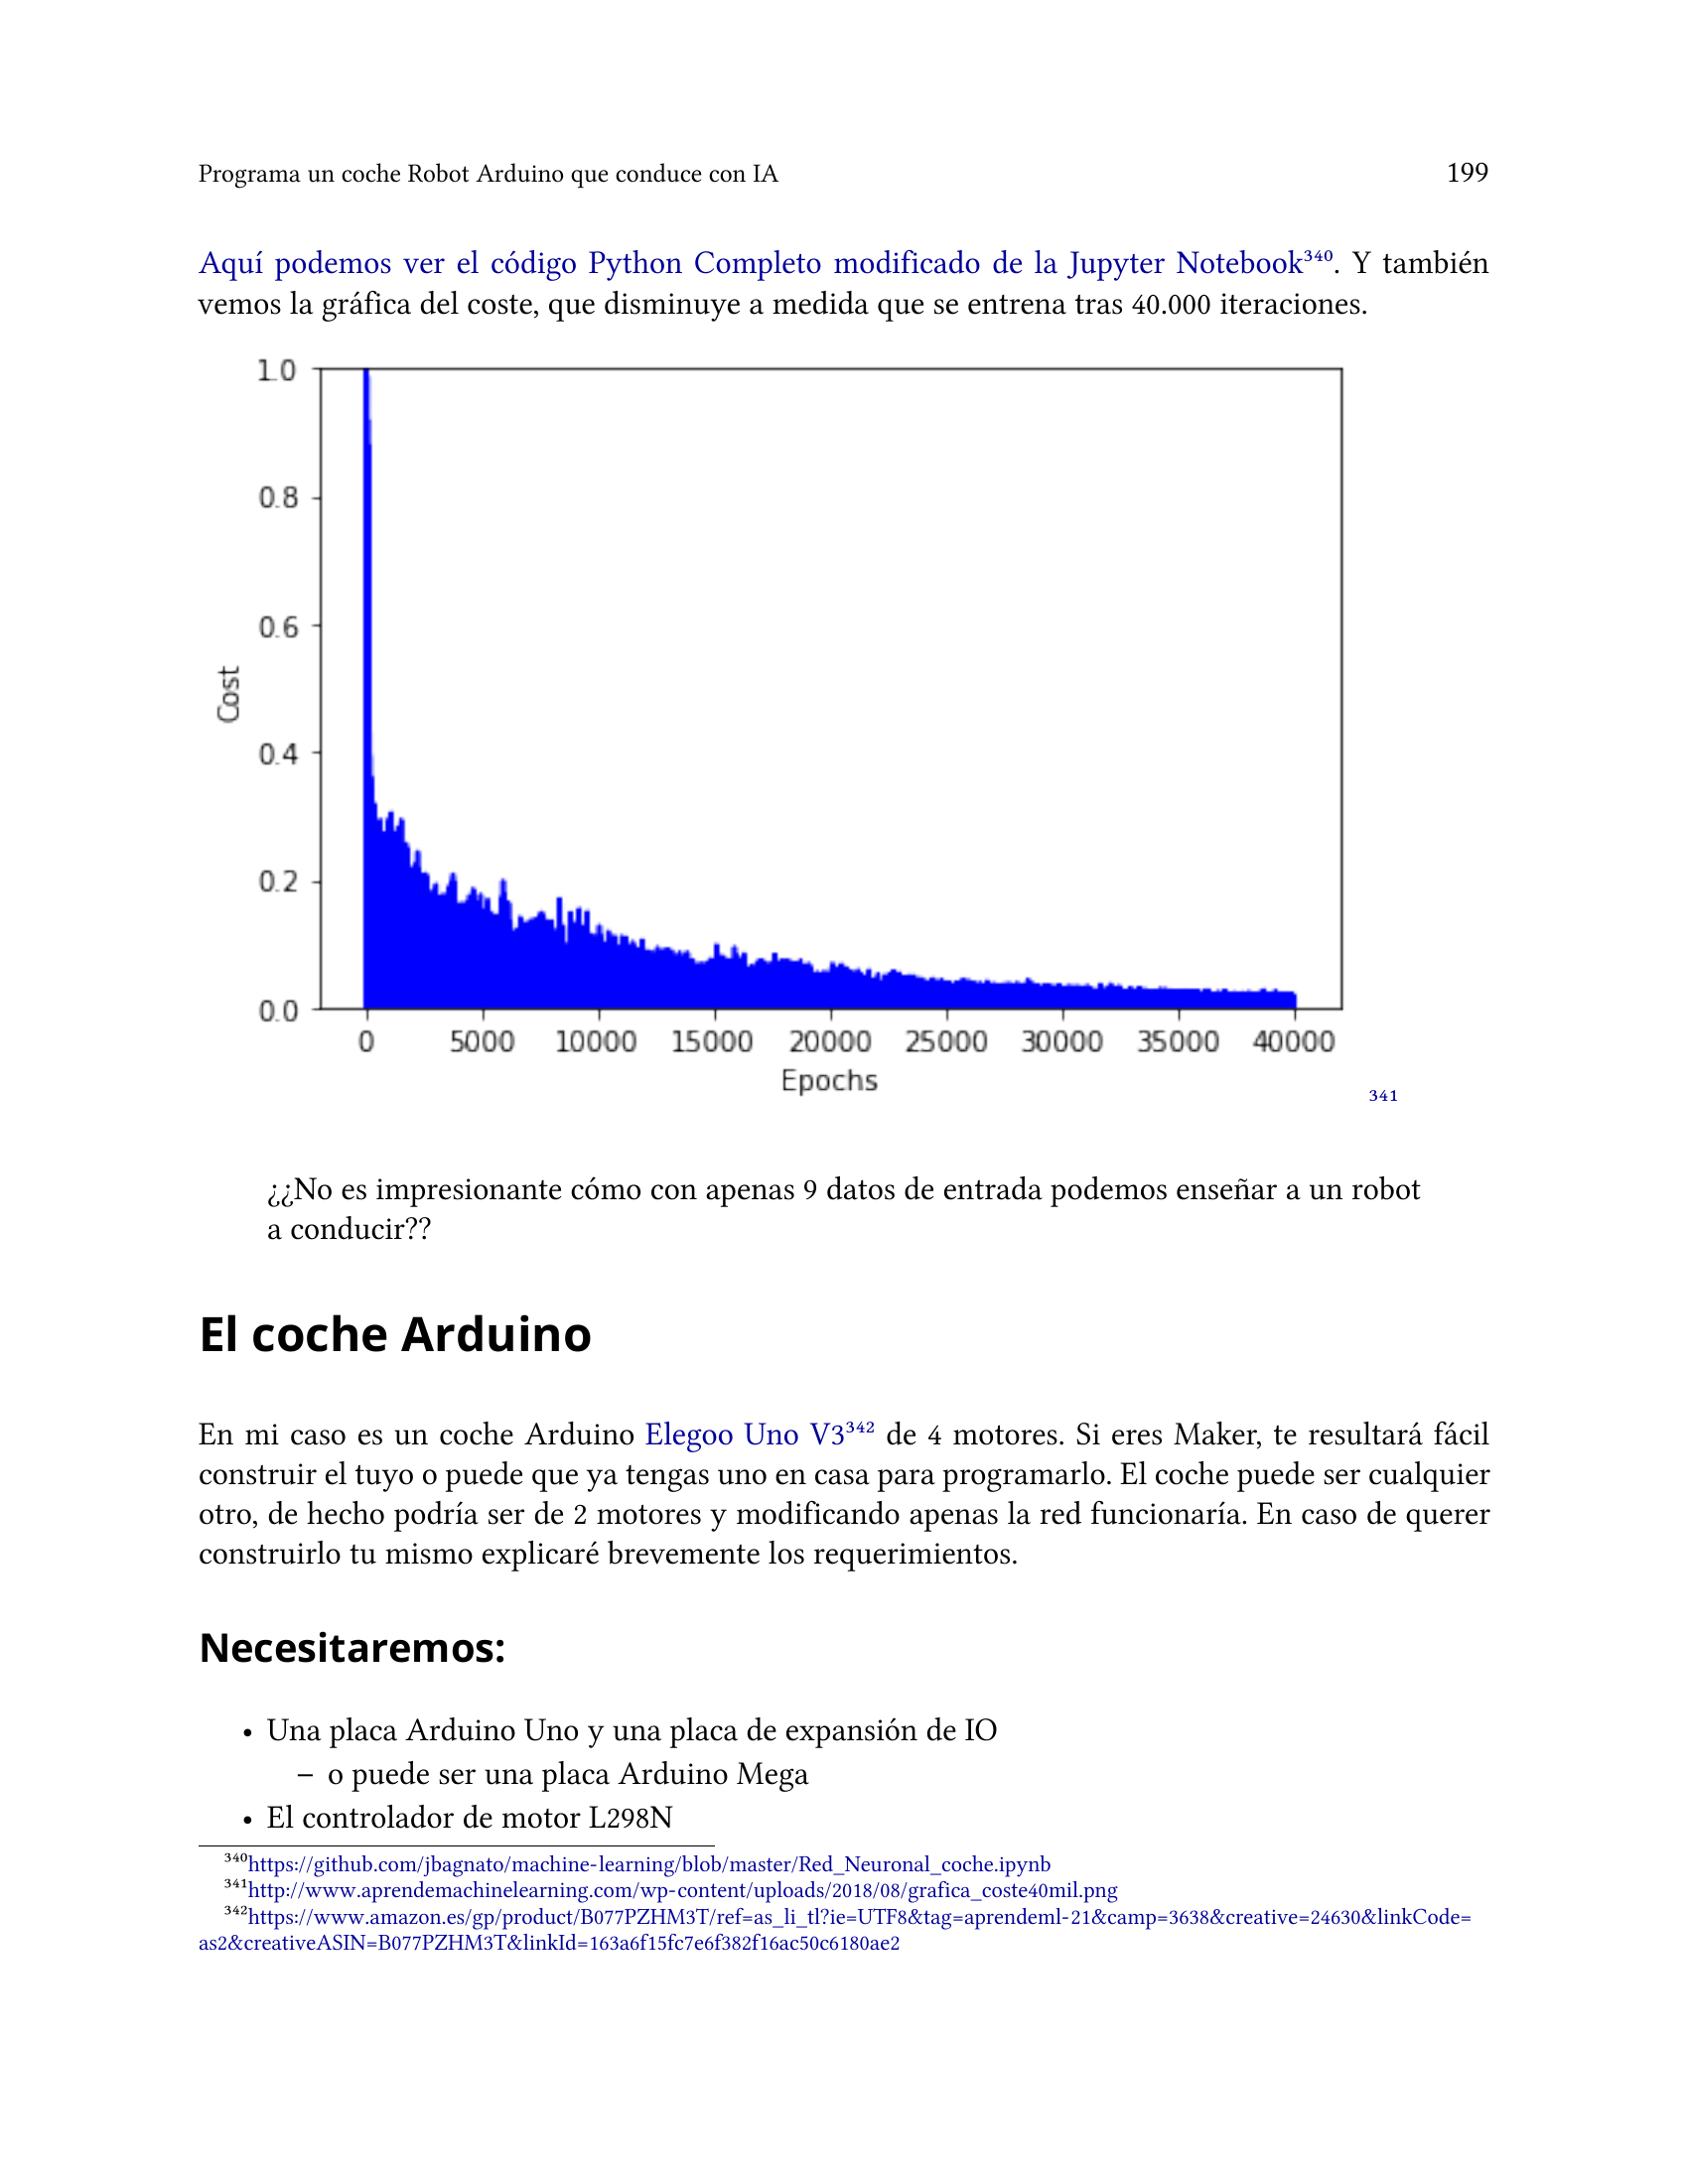 Programa un coche Robot Arduino que conduce con IA 199
Aquí podemos ver el código Python Completo modificado de la Jupyter Notebook³⁴⁰. Y también
vemos la gráfica del coste, que disminuye a medida que se entrena tras 40.000 iteraciones.
1.0
0.8
0.6
0.4
0.2
0.0
Cost
0 5000 10000 15000 20000 25000 30000 35000 40000
Epochs
³⁴¹
¿¿No es impresionante cómo con apenas 9 datos de entrada podemos enseñar a un robot
a conducir??
El coche Arduino
En mi caso es un coche Arduino Elegoo Uno V3³⁴² de 4 motores. Si eres Maker, te resultará fácil
construir el tuyo o puede que ya tengas uno en casa para programarlo. El coche puede ser cualquier
otro, de hecho podría ser de 2 motores y modificando apenas la red funcionaría. En caso de querer
construirlo tu mismo explicaré brevemente los requerimientos.
Necesitaremos:
• Una placa Arduino Uno y una placa de expansión de IO
– o puede ser una placa Arduino Mega
• El controlador de motor L298N
³⁴⁰https://github.com/jbagnato/machine-learning/blob/master/Red_Neuronal_coche.ipynb
³⁴¹http://www.aprendemachinelearning.com/wp-content/uploads/2018/08/grafica_coste40mil.png
³⁴²https://www.amazon.es/gp/product/B077PZHM3T/ref=as_li_tl?ie=UTF8&tag=aprendeml-21&camp=3638&creative=24630&linkCode=
as2&creativeASIN=B077PZHM3T&linkId=163a6f15fc7e6f382f16ac50c6180ae2